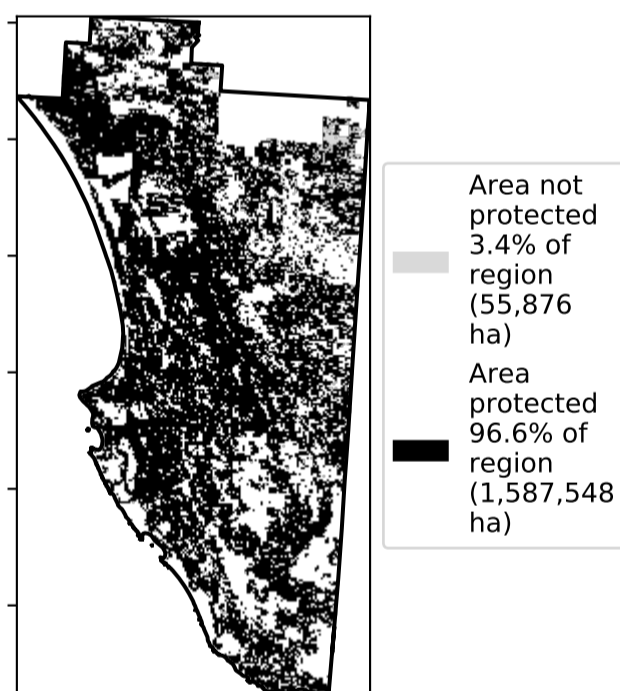 Area not
protected
3.4% of
region
(55,876
ha)
Area
protected
96.6% of
region
(1,587,548
ha)